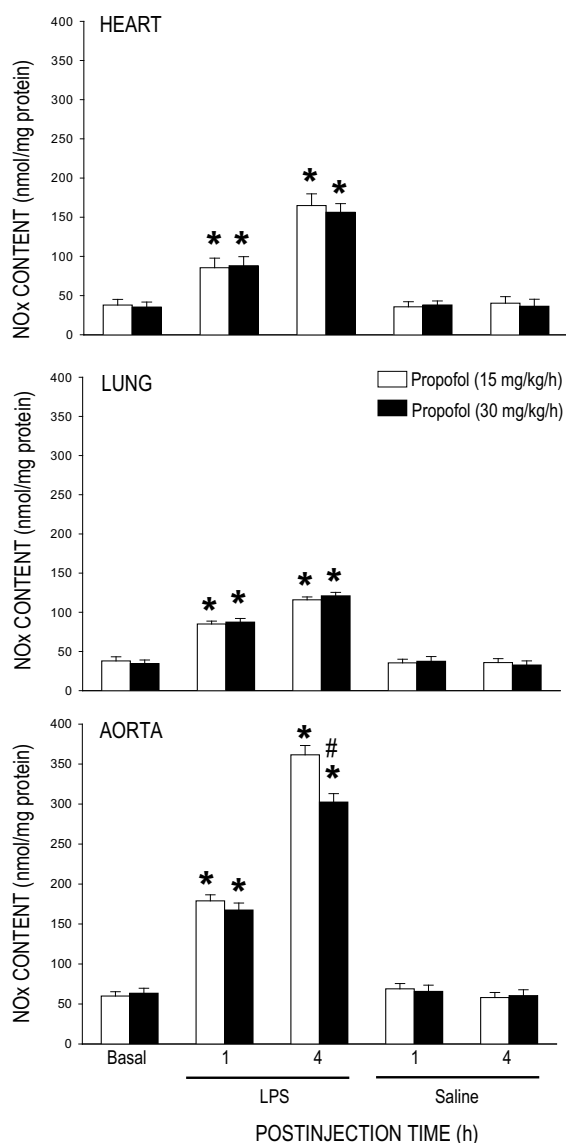 HEART
NOx CONTENT (nmol/mg protein)
400
350
300
250
200
150
100
50
0
* * * *
LUNG
Propofol (15 mg/kg/h)
Propofol (30 mg/kg/h)
NOx CONTENT (nmol/mg protein)
400
350
300
250
200
150
100
50
0
* * * *
AORTA
NOx CONTENT (nmol/mg protein)
400
350
300
250
200
150
100
50
0
* #
*
* *
Basal 1 4 1 4
LPS Saline
POSTINJECTION TIME (h)